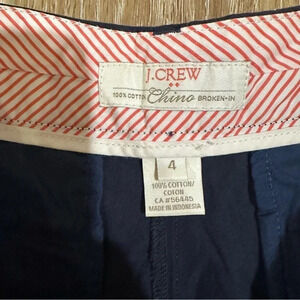 J.CREW
100% COTTON Chino BROKEN-IN
4
100% COTTON/
COTON
CA #56445
MADE IN INDONESIA